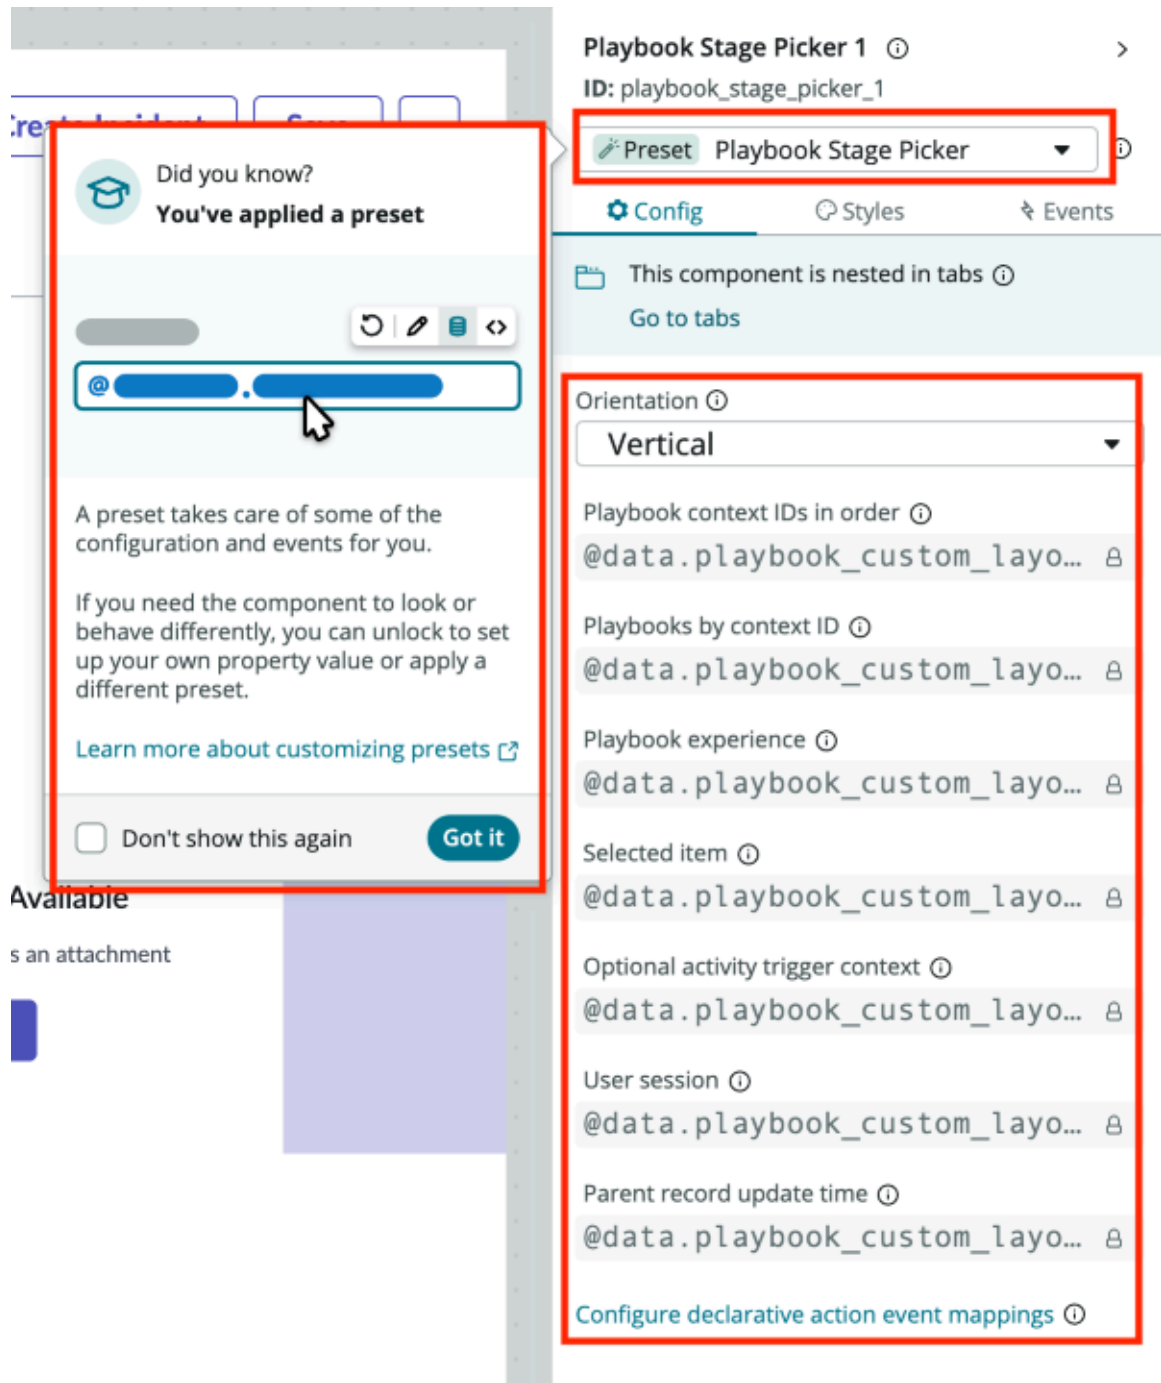 Create Incident
Save
Did you know?
You've applied a preset
@
.
A preset takes care of some of the
configuration and events for you.
If you need the component to look or
behave differently, you can unlock to set
up your own property value or apply a
different preset.
Learn more about customizing presets
Don't show this again
Got it
Available
s an attachment
Playbook Stage Picker 1
ID: playbook_stage_picker_1
Preset Playbook Stage Picker
Config Styles Events
This component is nested in tabs
Go to tabs
Orientation
Vertical
Playbook context IDs in order
@data.playbook_custom_layo...
Playbooks by context ID
@data.playbook_custom_layo...
Playbook experience
@data.playbook_custom_layo...
Selected item
@data.playbook_custom_layo...
Optional activity trigger context
@data.playbook_custom_layo...
User session
@data.playbook_custom_layo...
Parent record update time
@data.playbook_custom_layo...
Configure declarative action event mappings